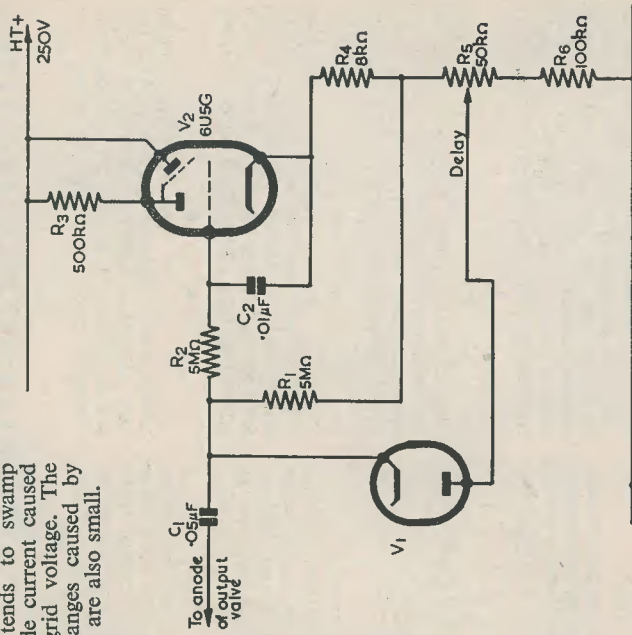 tends to swamp
de current caused
grid voltage. The
anges caused by
are also small.
HT+
250V
R3
500kΩ
V2
6U5G
R4
8kΩ
C2
·01μF
R2
5MΩ
R1
5MΩ
C1
·05μF
To anode
of output
valve
V1
Delay
R5
50kΩ
R6
100kΩ